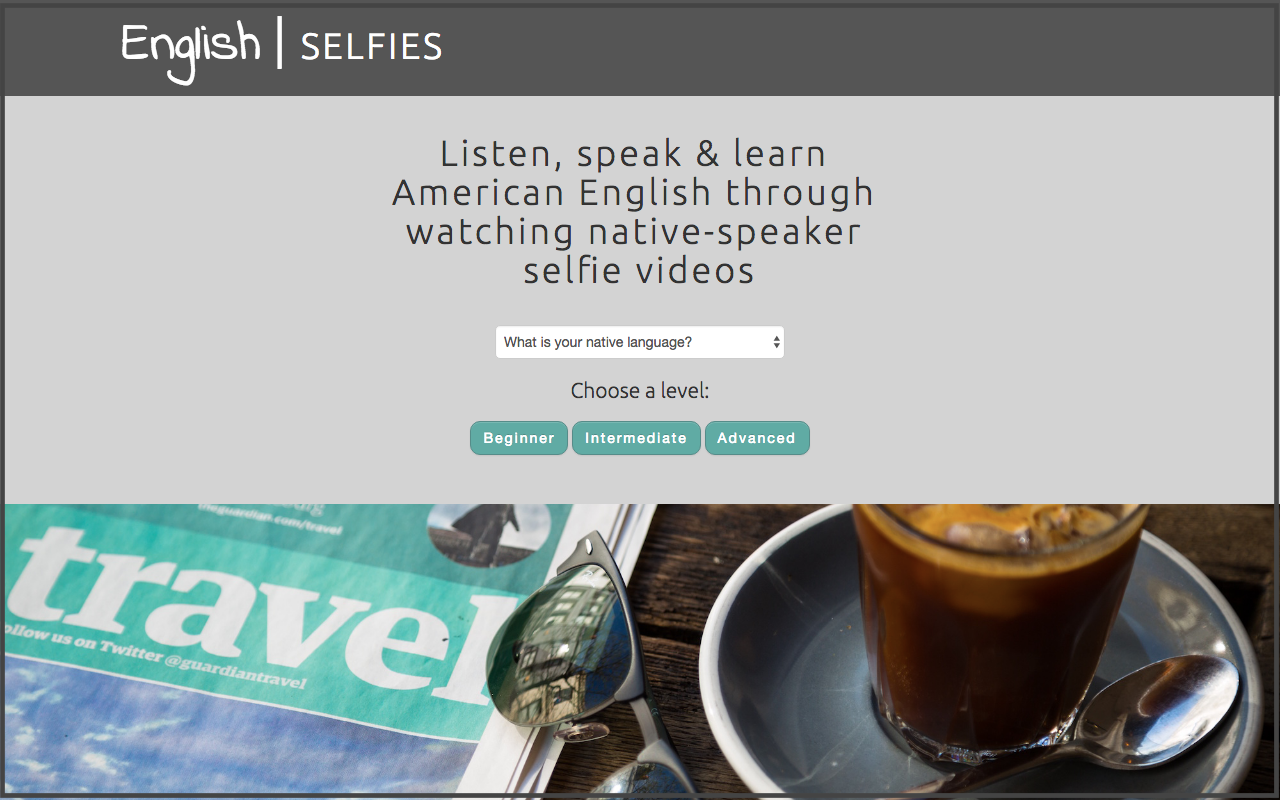 English | SELFIES
Listen, speak & learn
American English through
watching native-speaker
selfie videos
What is your native language?
Choose a level:
Beginner Intermediate Advanced
theguardian.com/travel
travel
ollow us on Twitter @guardiantravel